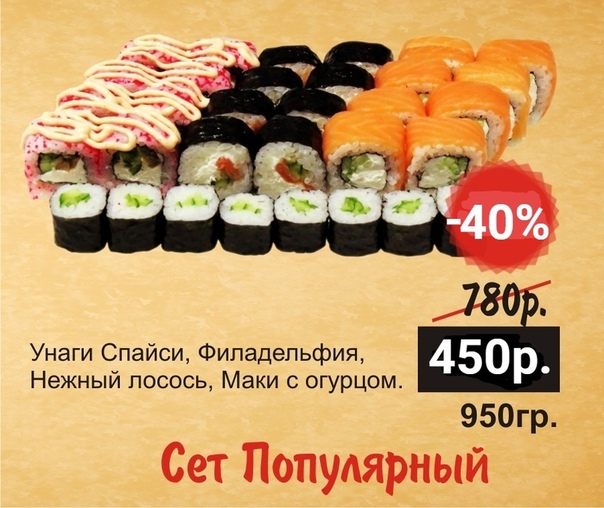 -40%
780р.
Унаги Спайси, Филадельфия,
Нежный лосось, Маки с огурцом.
450р.
950гр.
Сет Популярный